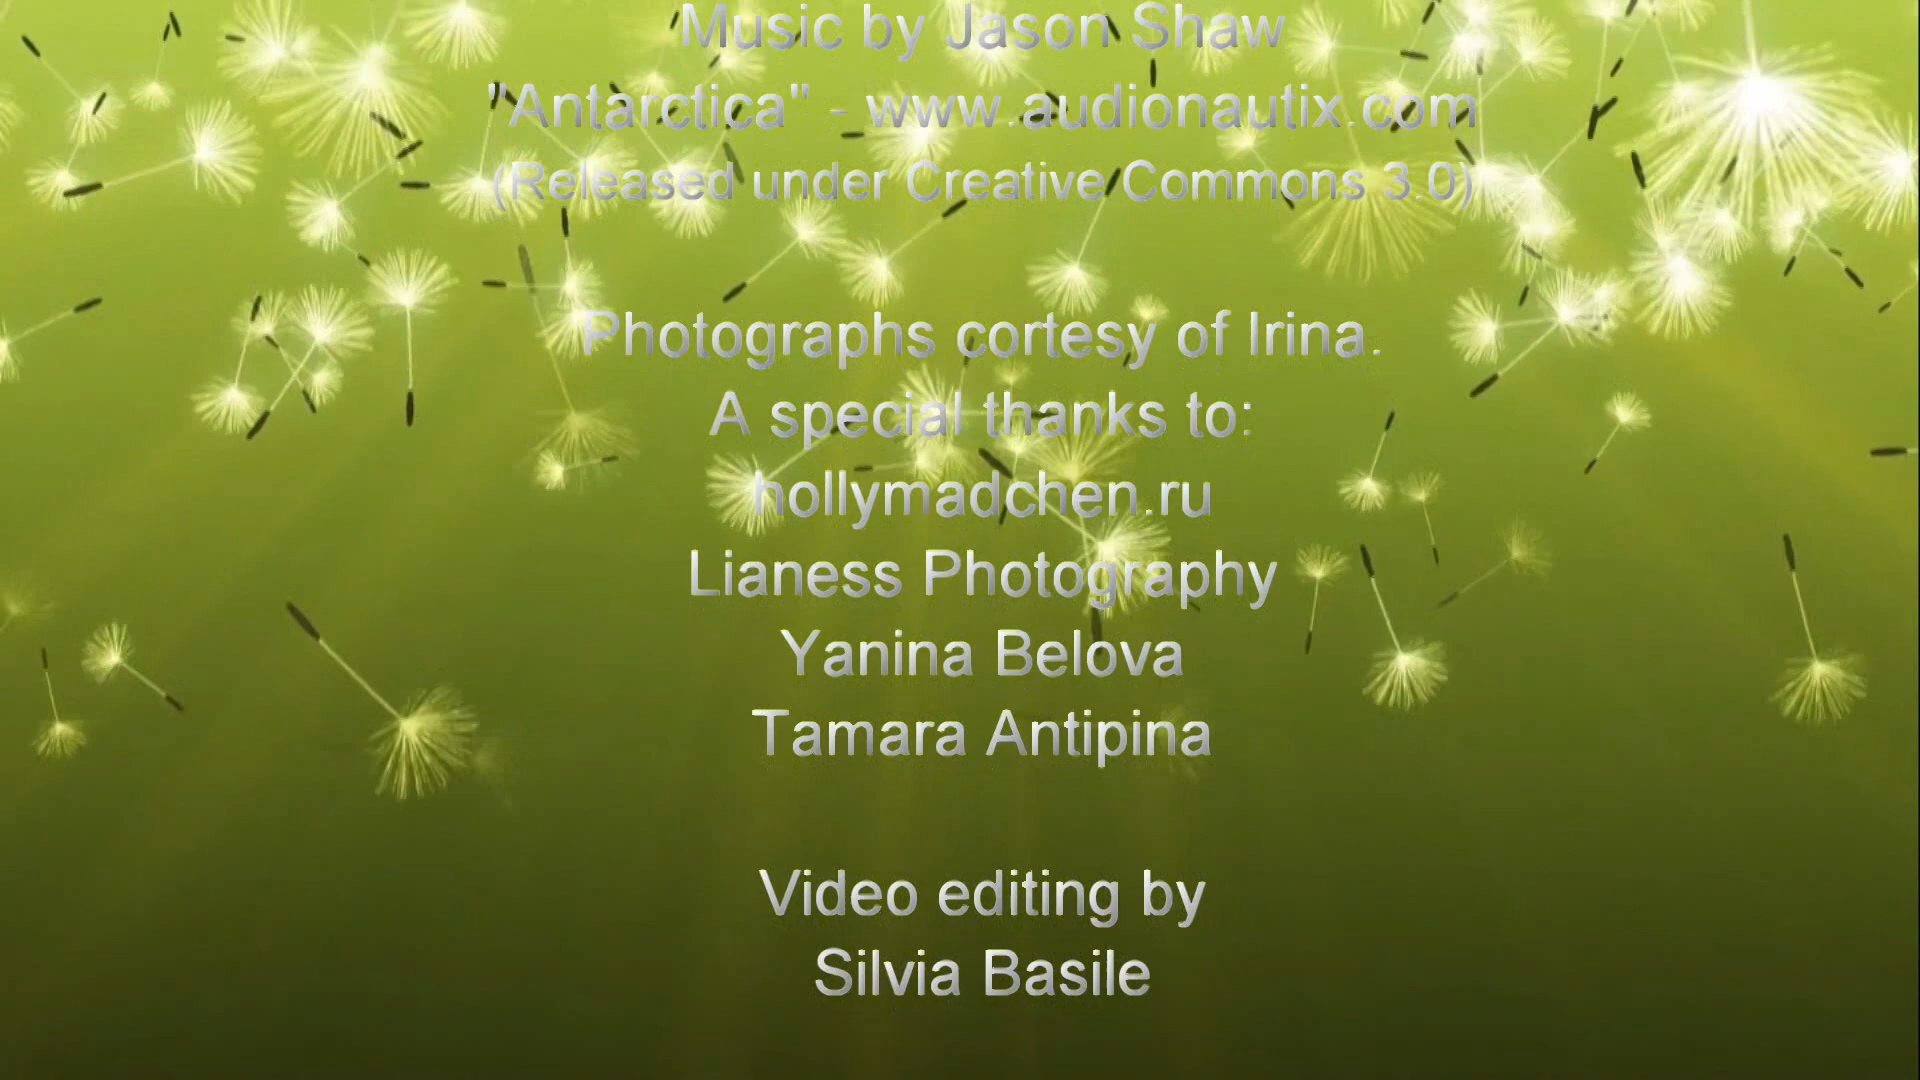 Music by Jason Shaw
"Antarctica" - www.audionautix.com
(Released under Creative Commons 3.0)
Photographs cortesy of Irina.
A special thanks to:
hollymadchen.ru
Lianess Photography
Yanina Belova
Tamara Antipina
Video editing by
Silvia Basile